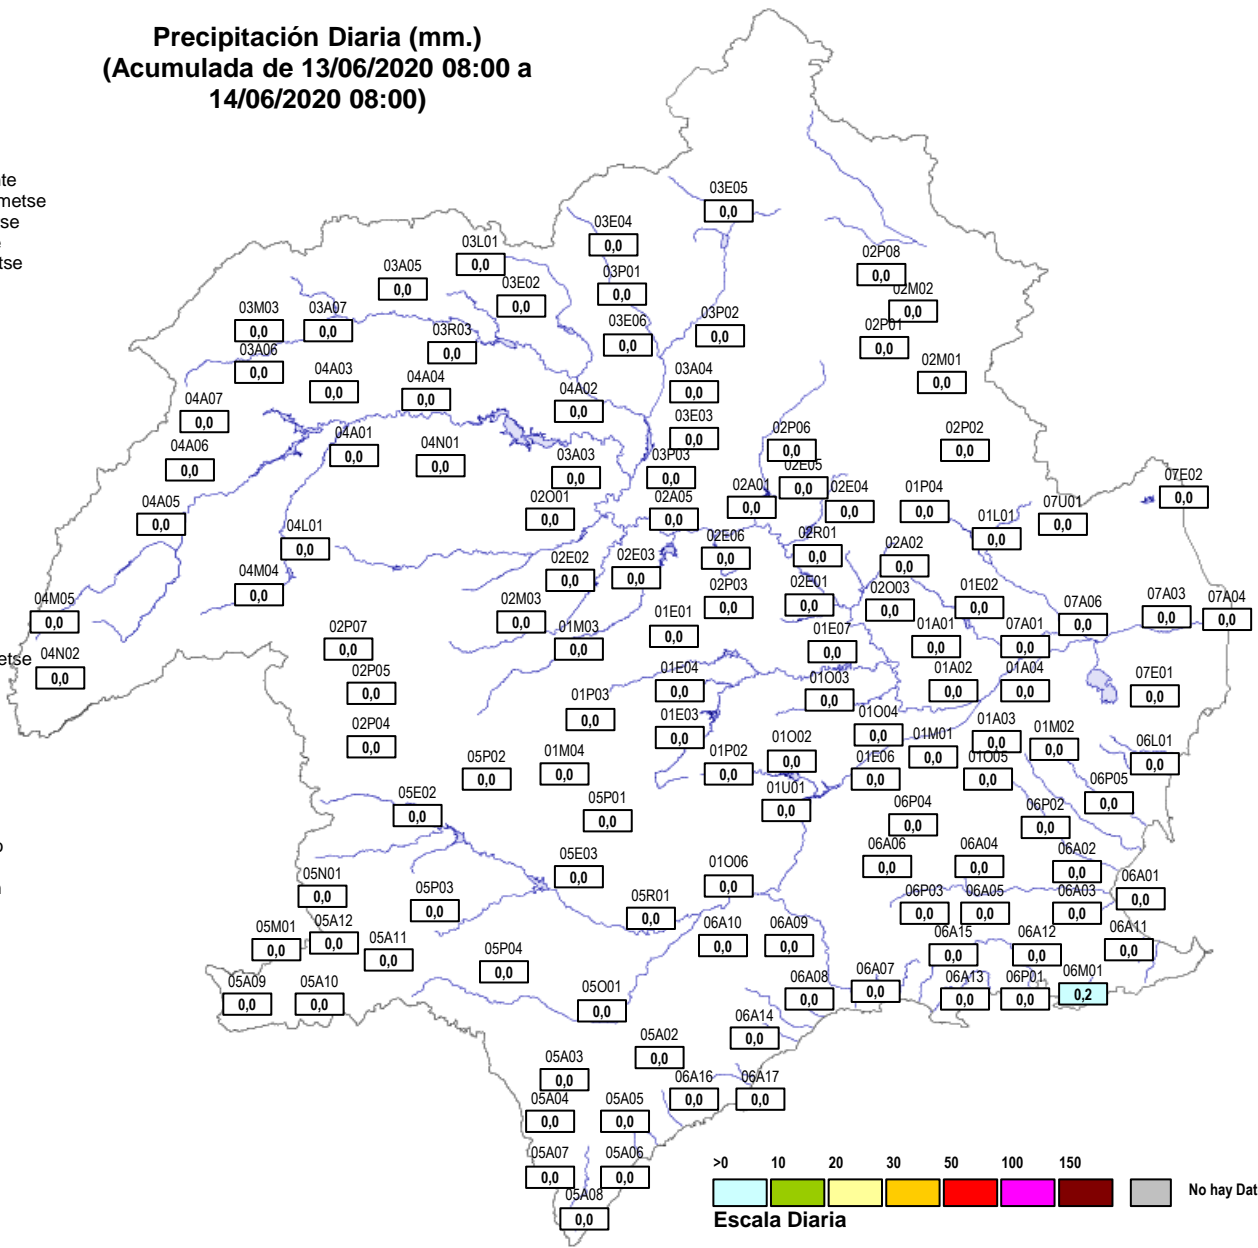 Precipitación Diaria (mm.)
(Acumulada de 13/06/2020 08:00 a
14/06/2020 08:00)
te
metse
se
tse
03E05
0,0
03E04
0,0
03L01
0,0
02P08
0,0
03A05
0,0
03P01
0,0
03E02
0,0
02M02
0,0
03M03
0,0
03A07
0,0
03P02
0,0
03E06
0,0
02P01
0,0
03R03
0,0
03A06
0,0
02M01
0,0
04A03
0,0
04A04
0,0
03A04
0,0
04A02
0,0
04A07
0,0
03E03
0,0
02P06
0,0
02P02
0,0
04A01
0,0
04N01
0,0
04A06
0,0
03A03
0,0
03P03
0,0
02E05
0,0
07E02
0,0
02A01
0,0
02E04
0,0
01P04
0,0
02O01
0,0
02A05
0,0
04A05
0,0
07U01
0,0
01L01
0,0
04L01
0,0
02E06
0,0
02R01
0,0
02A02
0,0
02E02
0,0
02E03
0,0
04M04
0,0
02P03
0,0
02E01
0,0
02O03
0,0
01E02
0,0
04M05
0,0
02M03
0,0
01E01
0,0
07A06
0,0
07A03
0,0
07A04
0,0
02P07
0,0
01M03
0,0
01E07
0,0
01A01
0,0
07A01
0,0
etse
04N02
0,0
02P05
0,0
01E04
0,0
01O03
0,0
01A02
0,0
01A04
0,0
07E01
0,0
01P03
0,0
01E03
0,0
01O04
0,0
01A03
0,0
02P04
0,0
01M02
0,0
01M01
0,0
01O02
0,0
06L01
0,0
05P02
0,0
01M04
0,0
01P02
0,0
01E06
0,0
01O05
0,0
05E02
0,0
05P01
0,0
01U01
0,0
06P05
0,0
06P04
0,0
06P02
0,0
o
05E03
0,0
06A06
0,0
06A04
0,0
06A02
0,0
05N01
0,0
05P03
0,0
01O06
0,0
06A01
0,0
05R01
0,0
06P03
0,0
06A05
0,0
06A03
0,0
05M01
0,0
05A12
0,0
05A11
0,0
06A10
0,0
06A09
0,0
06A15
0,0
06A12
0,0
06A11
0,0
05P04
0,0
05A09
0,0
05A10
0,0
05O01
0,0
06A08
0,0
06A07
0,0
06A13
0,0
06P01
0,0
06M01
0,2
06A14
0,0
05A02
0,0
05A03
0,0
06A16
0,0
06A17
0,0
05A04
0,0
05A05
0,0
05A07
0,0
05A06
0,0
05A08
0,0
>0 10 20 30 50 100 150
No hay Dat
Escala Diaria